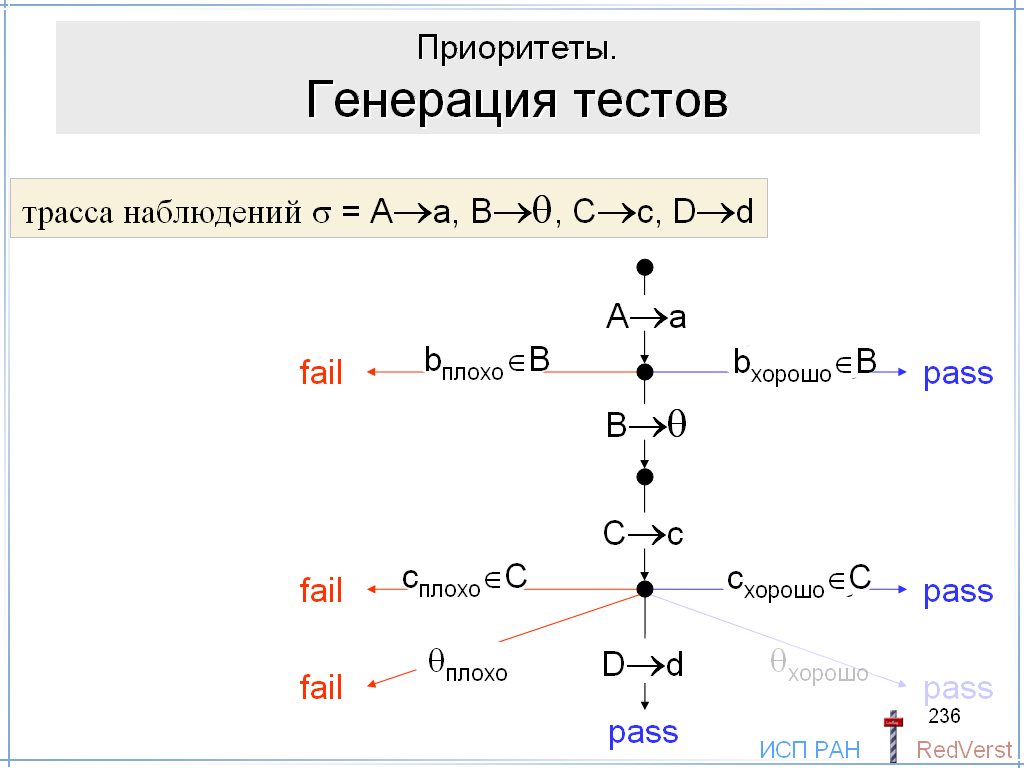 Приоритеты.
Генерация тестов
трасса наблюдений σ = A→a, B→θ, C→c, D→d
A→a
fail bплохо∈B bхорошо∈B pass
B→θ
C→c
fail cплохо∈C cхорошо∈C pass
θплохо D→d θхорошо
fail pass
236
pass
ИСП РАН RedVerst